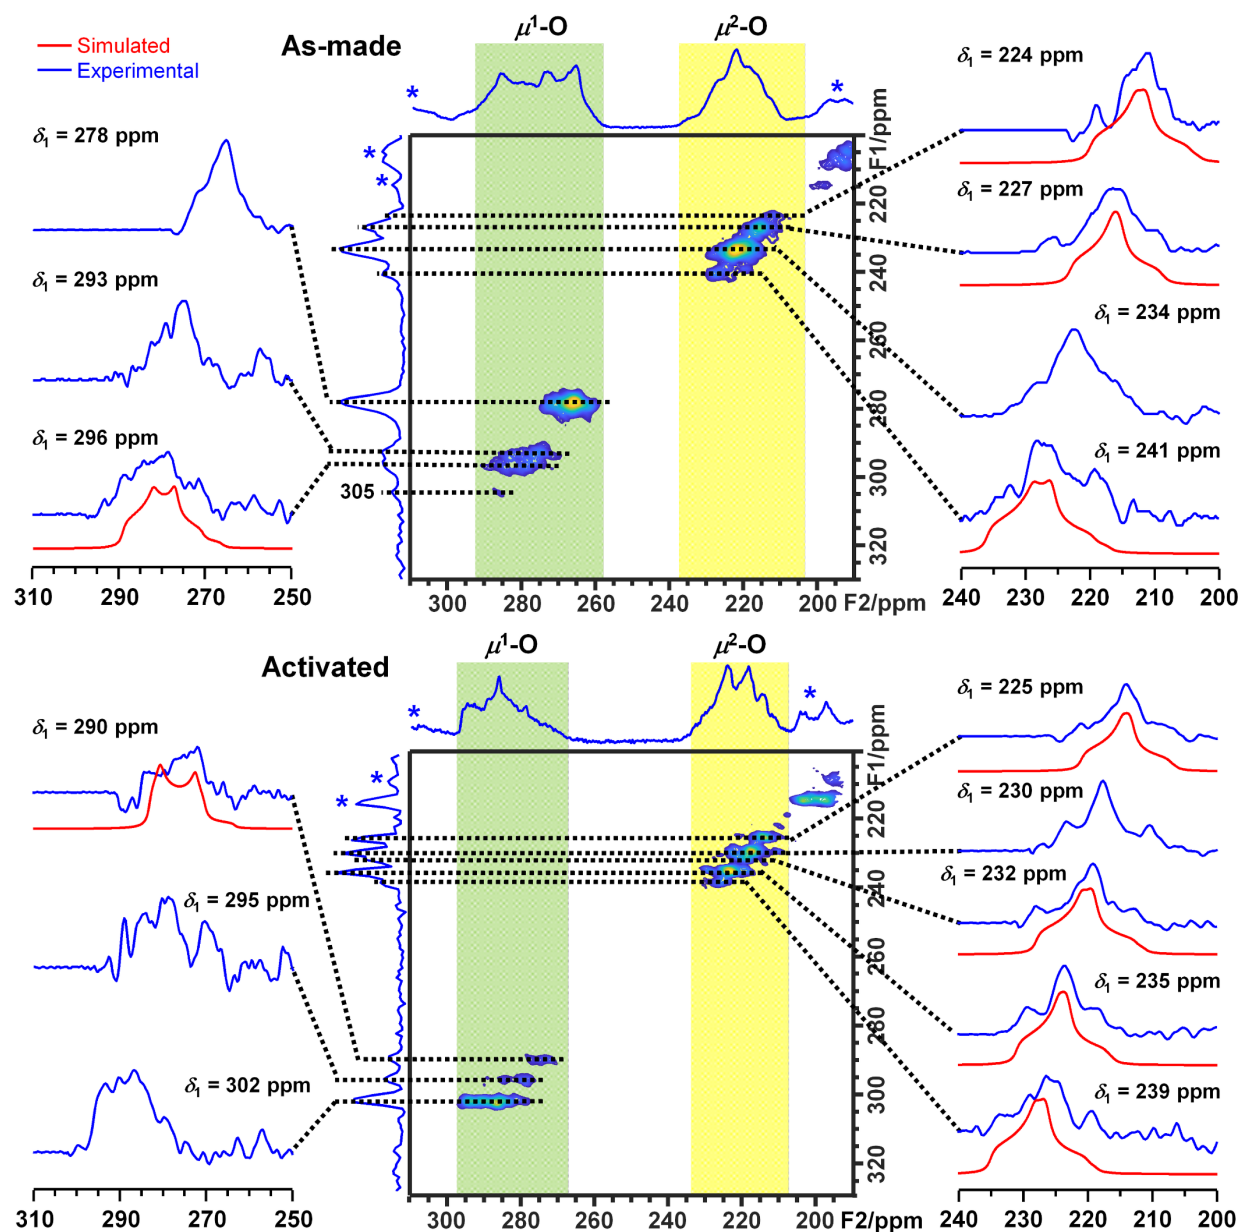 Simulated
Experimental
As-made
μ¹-O
μ²-O
*
*
*
*
F1/ppm
220
240
260
280
300
320
300
280
260
240
220
200
F2/ppm
305
δ₁ = 278 ppm
δ₁ = 293 ppm
δ₁ = 296 ppm
310
290
270
250
δ₁ = 224 ppm
δ₁ = 227 ppm
δ₁ = 234 ppm
δ₁ = 241 ppm
240
230
220
210
200
Activated
μ¹-O
μ²-O
*
*
*
*
F1/ppm
220
240
260
280
300
320
300
280
260
240
220
200
F2/ppm
δ₁ = 290 ppm
δ₁ = 295 ppm
δ₁ = 302 ppm
310
290
270
250
δ₁ = 225 ppm
δ₁ = 230 ppm
δ₁ = 232 ppm
δ₁ = 235 ppm
δ₁ = 239 ppm
240
230
220
210
200